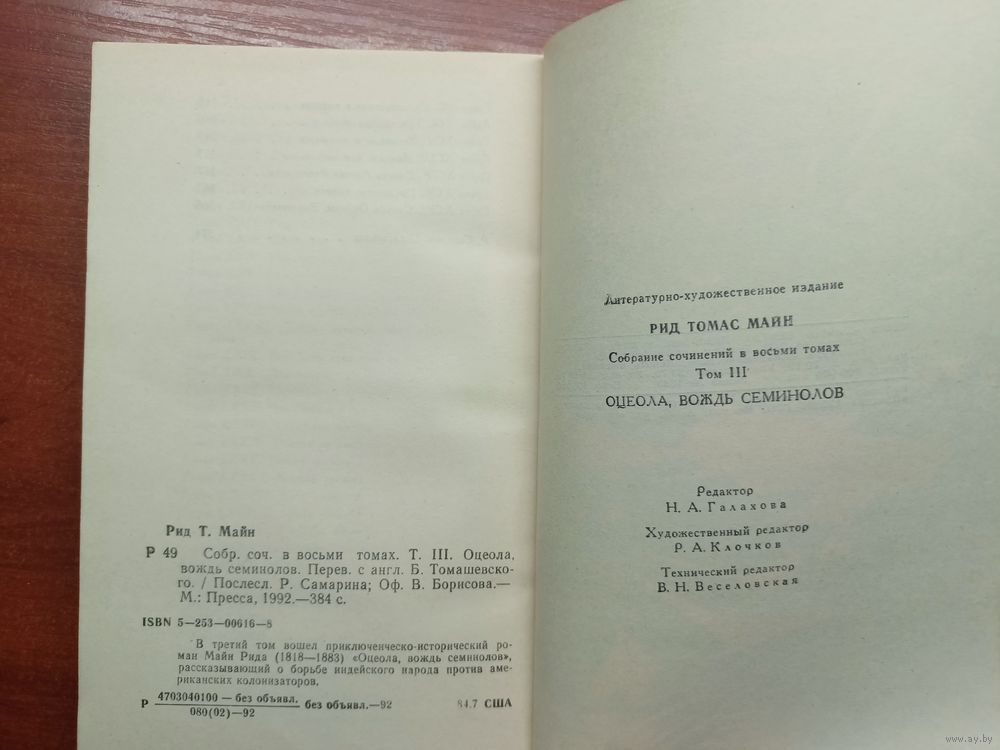 Рид Т. Майн
Р 49 Собр. соч. в восьми томах. Т. III. Оцеола,
вождь семинолов. Перев. с англ. Б. Томашевско-
го. / Послесл. Р. Самарина; Оф. В. Борисова.—
М.: Пресса, 1992.—384 с.
ISBN 5—253—00616—8
В третий том вошел приключенческо-исторический ро-
ман Майн Рида (1818—1883) «Оцеола, вождь семинолов»,
рассказывающий о борьбе индейского народа против аме-
риканских колонизаторов.
Р 4703040100 — без объявл. без объявл.—92
080(02)—92
84.7 США
Литературно-художественное издание
РИД ТОМАС МАЙН
Собрание сочинений в восьми томах
Том III
ОЦЕОЛА, ВОЖДЬ СЕМИНОЛОВ
Редактор
Н. А. Галахова
Художественный редактор
Р. А. Клочков
Технический редактор
В. Н. Веселовская
www.ay.by